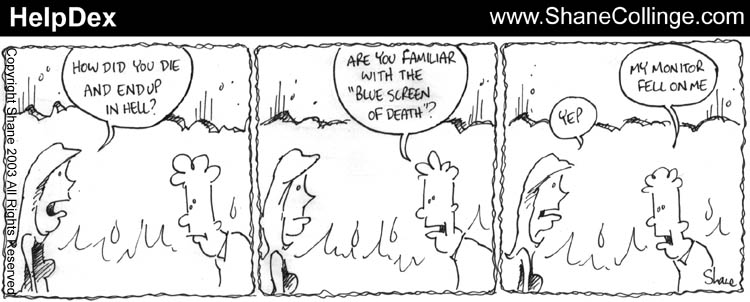 HelpDex
www.ShaneCollinge.com
Copyright Shane 2003 All Rights Reserved
HOW DID YOU DIE
AND END UP
IN HELL?
ARE YOU FAMILIAR
WITH THE
"BLUE SCREEN
OF DEATH"?
YEP
MY MONITOR
FELL ON ME
Shane